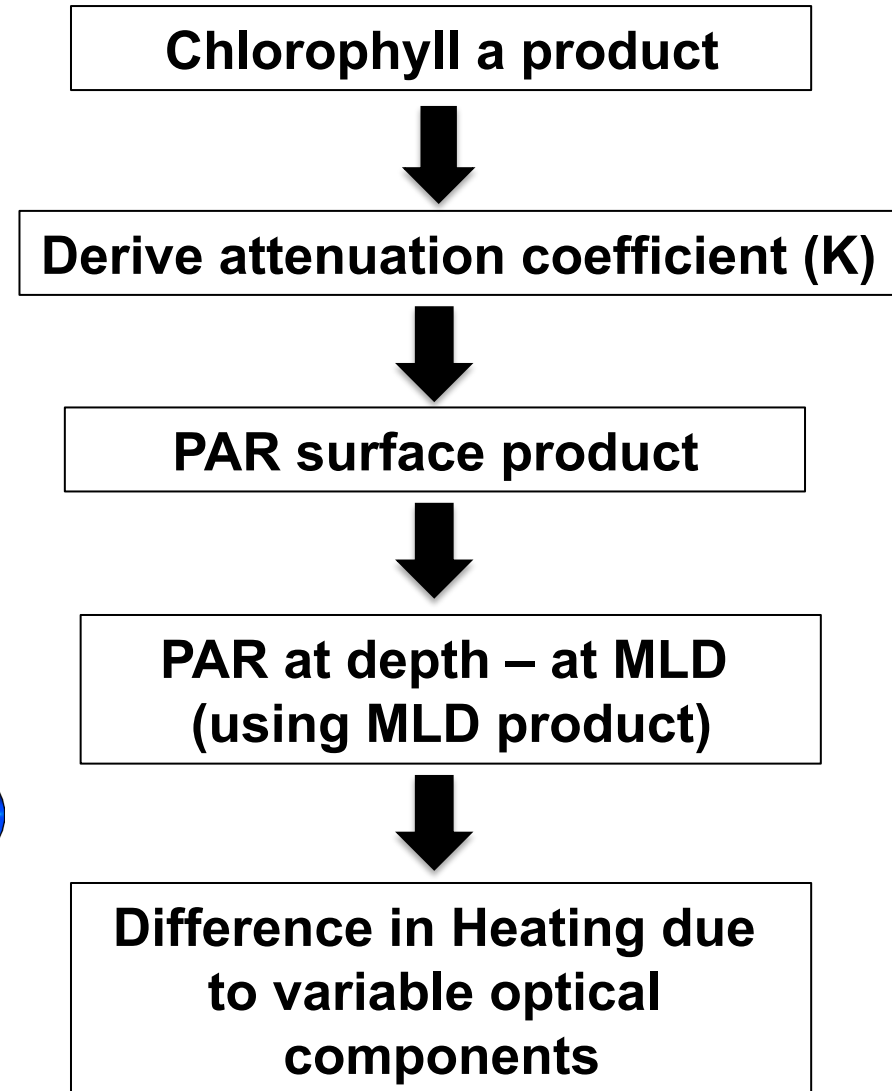 Chlorophyll a product
Derive attenuation coefficient (K)
PAR surface product
PAR at depth – at MLD
(using MLD product)
Difference in Heating due
to variable optical
components